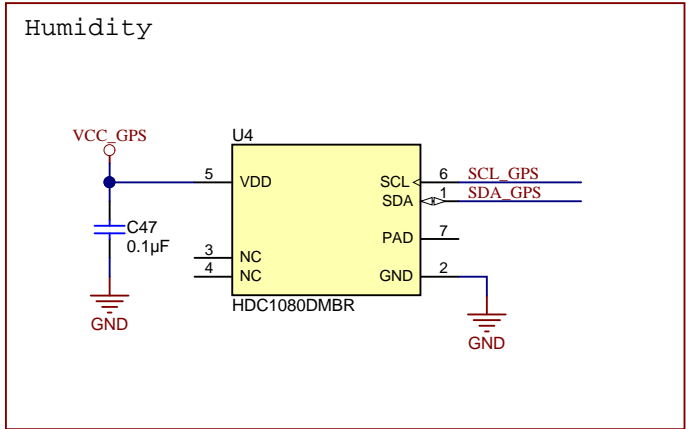 Humidity
VCC_GPS
U4
5 VDD
SCL 6 SCL_GPS
SDA 1 SDA_GPS
C47
0.1µF
PAD 7
3 NC
4 NC
GND 2
HDC1080DMBR
GND
GND